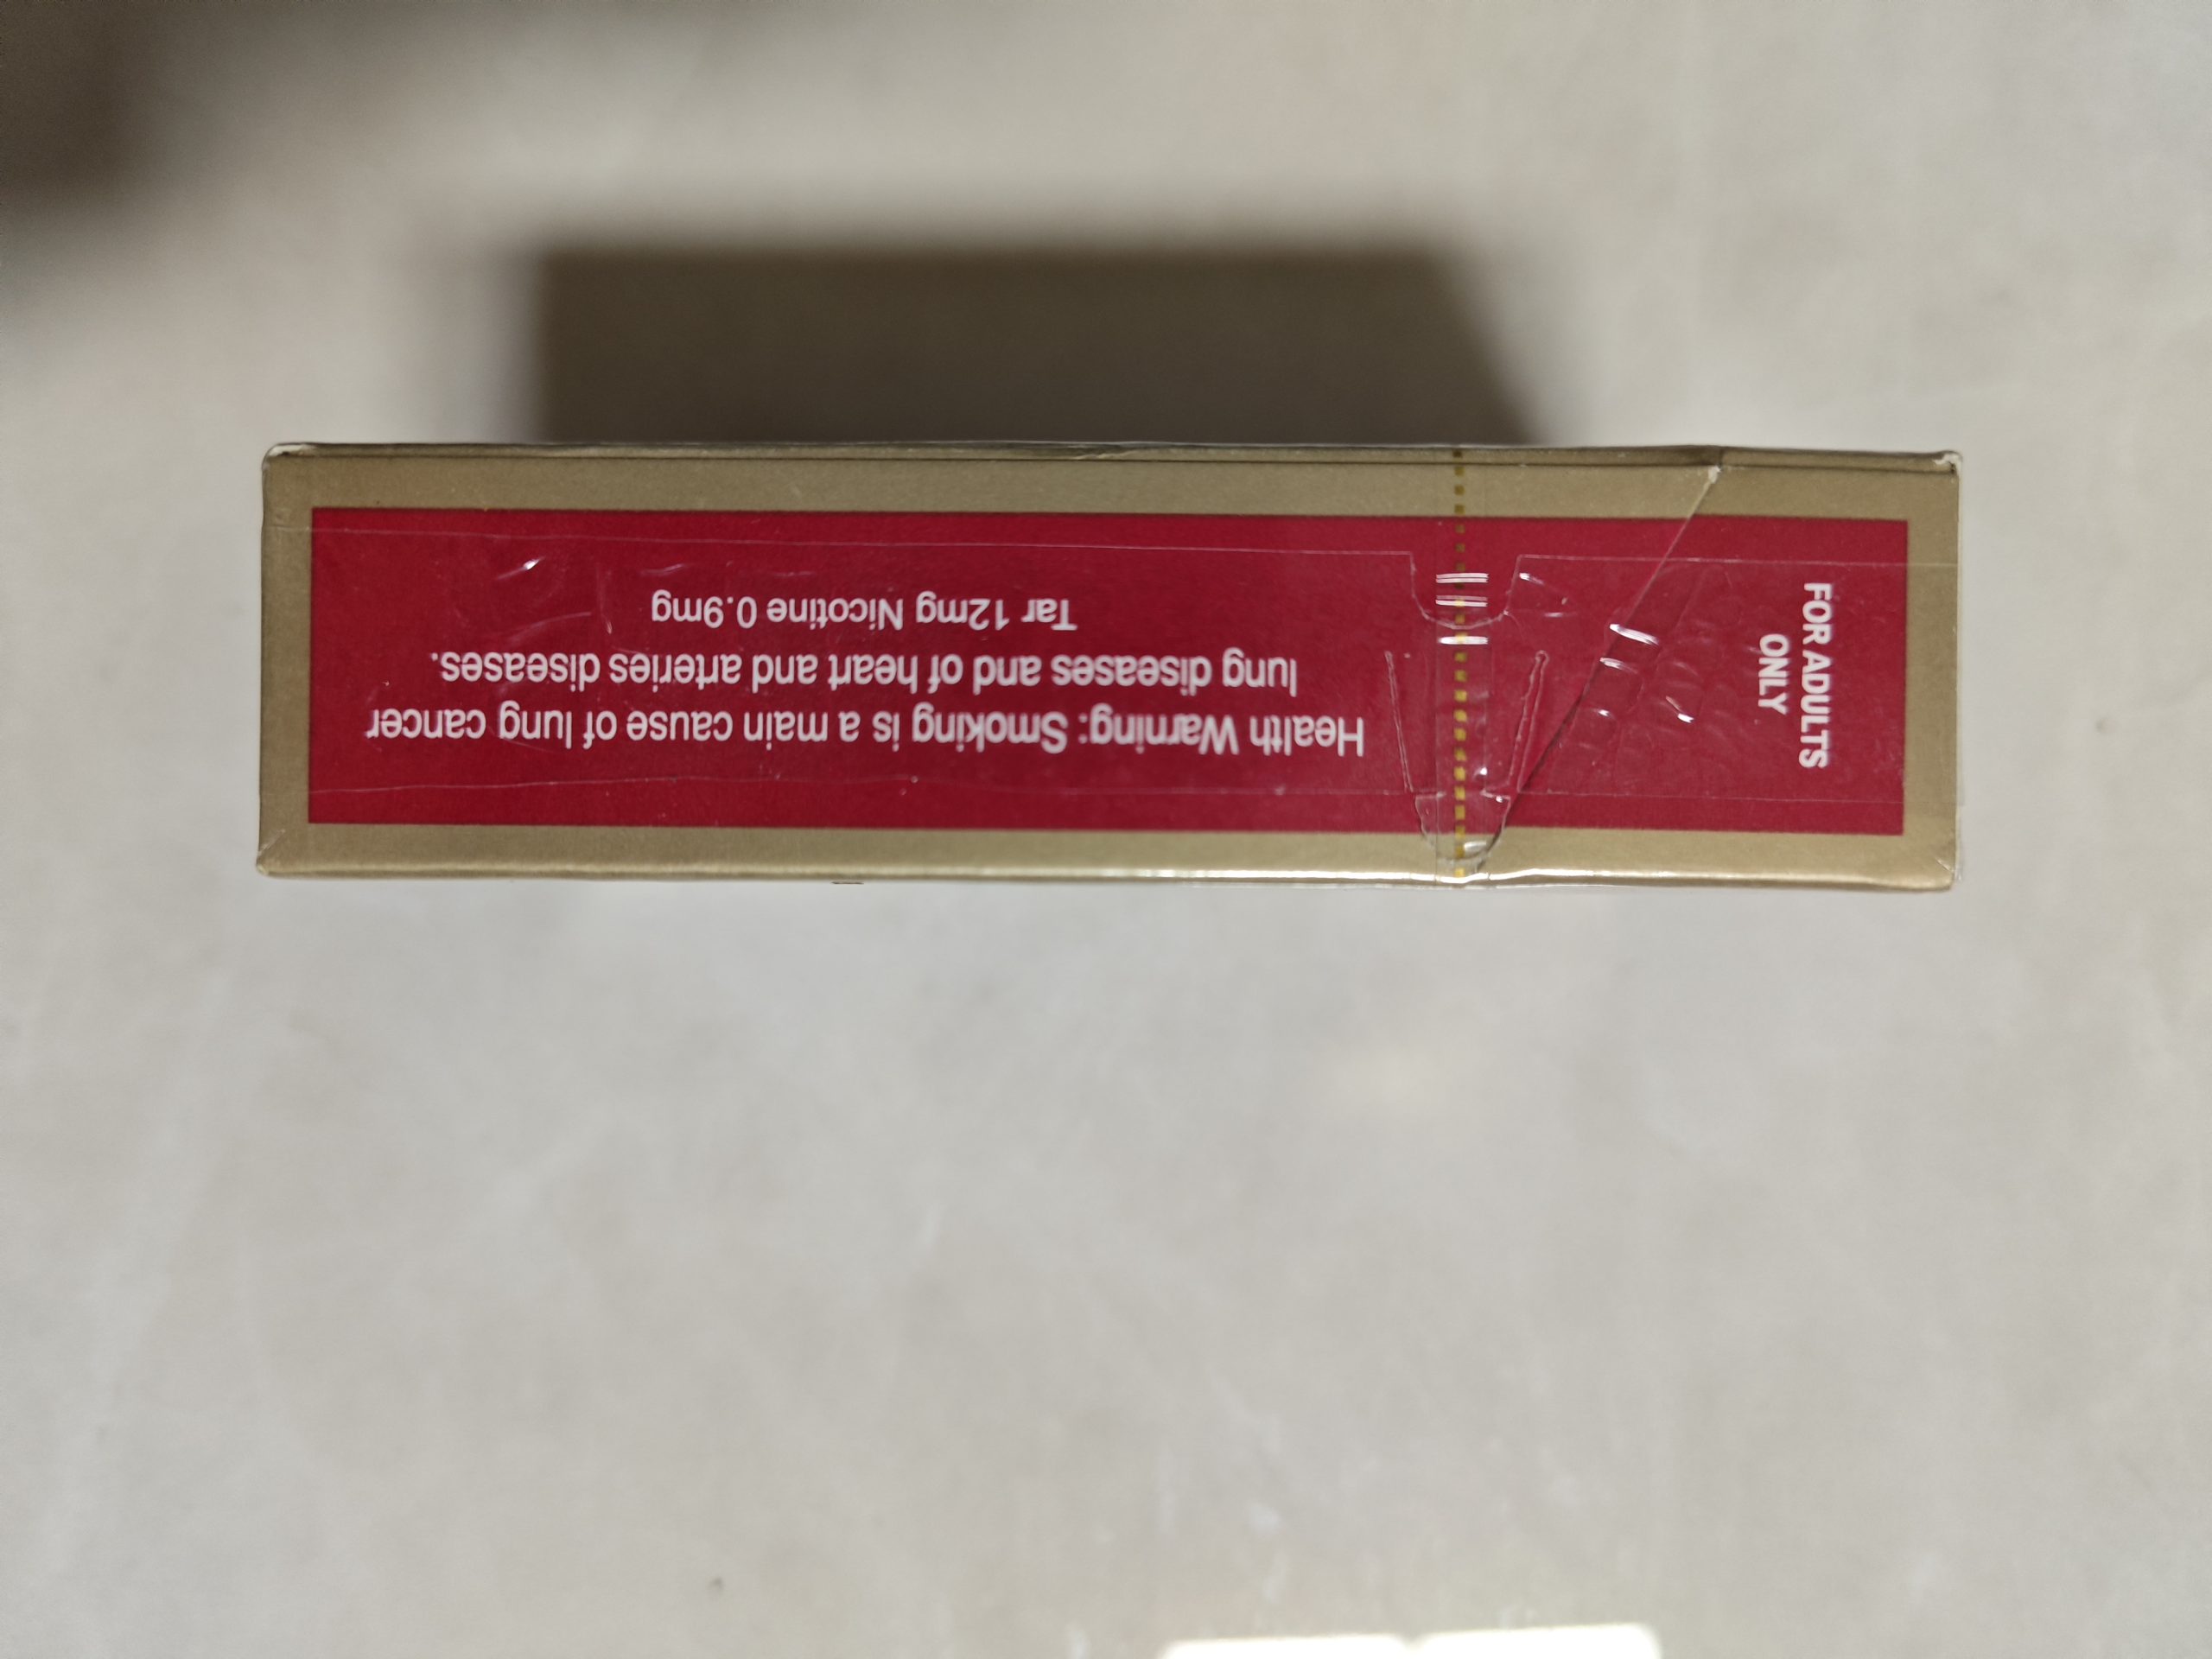 Health Warning: Smoking is a main cause of lung cancer
lung diseases and of heart and arteries diseases.
Tar 12mg Nicotine 0.9mg
FOR ADULTS
ONLY